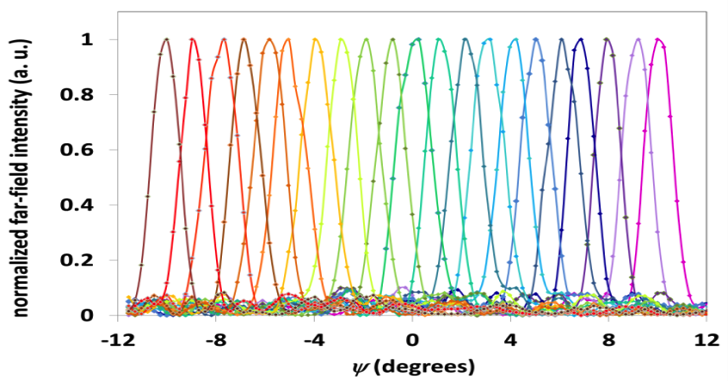 normalized far-field intensity (a. u.)
1
0.8
0.6
0.4
0.2
0
-12 -8 -4 0 4 8 12
ψ (degrees)